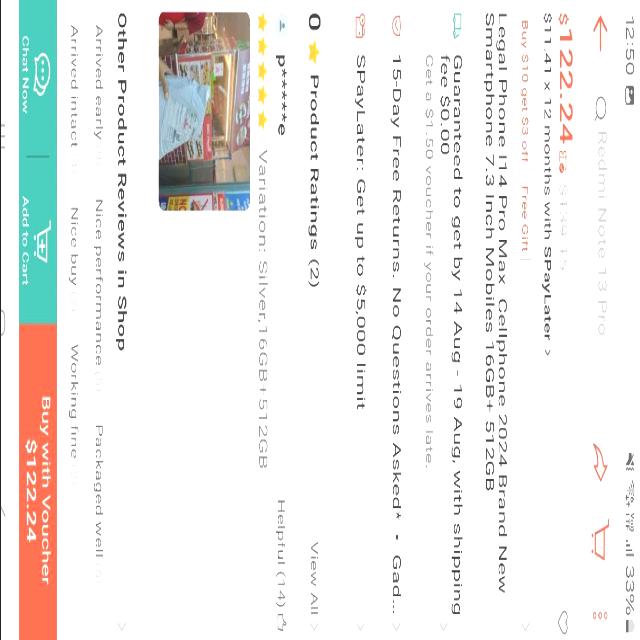 12:50
33%
Redmi Note 13 Pro
$122.24
$11.41 x 12 months with SPayLater >
Buy $10 get $3 off Free Gift
Legal Phone I14 Pro Max Cellphone 2024 Brand New
Smartphone 7.3 Inch Mobiles 16GB+ 512GB
Guaranteed to get by 14 Aug - 19 Aug, with shipping
fee $0.00
Get a $1.50 voucher if your order arrives late.
15-Day Free Returns. No Questions Asked* • Gad...
SPayLater: Get up to $5,000 limit
0 Product Ratings (2) View All
p*****e Helpful (14)
Variation: Silver,16GB+512GB
Other Product Reviews in Shop
Arrived early Nice performance Packaged well
Arrived intact Nice buy Working fine
Chat Now
Add to Cart
Buy with Voucher
$122.24